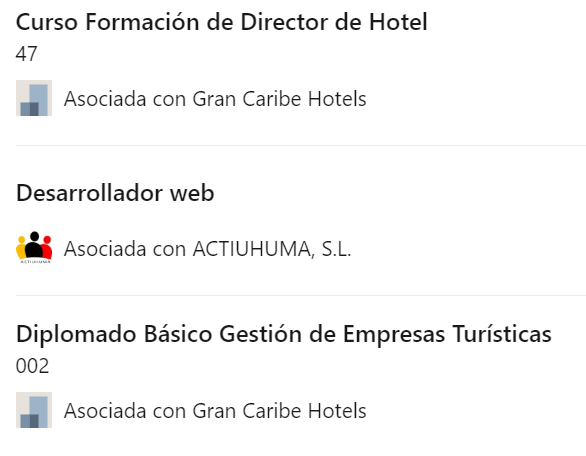 Curso Formación de Director de Hotel
47
Asociada con Gran Caribe Hotels
Desarrollador web
Asociada con ACTIUHUMA, S.L.
Diplomado Básico Gestión de Empresas Turísticas
002
Asociada con Gran Caribe Hotels